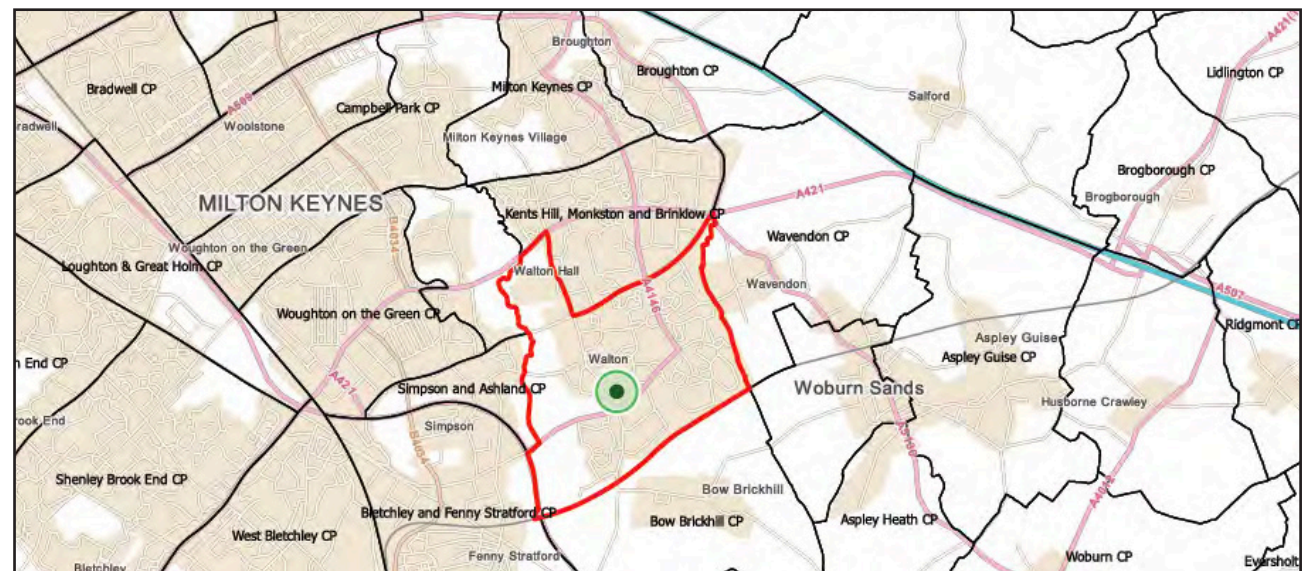 Broughton
Broughton CP
A421(T)
Lidlington CP
Bradwell CP
Milton Keynes CP
A509
Campbell Park CP
Salford
radwell
Woolstone
Milton Keynes Village
Brogborough CP
A421
Brogborough
MILTON KEYNES
Kents Hill, Monkston and Brinklow CP
B4034
Wavendon CP
Woughton on the Green
Loughton & Great Holm CP
Walton Hall
Wavendon
A4146
A507
Woughton on the Green CP
Ridgmont C
Aspley Guise
n End CP
Walton
Aspley Guise CP
A421
Simpson and Ashland CP
Woburn Sands
Husborne Crawley
rook End
Simpson
B4034
A5130
Shenley Brook End CP
Bow Brickhill
A4012
Bletchley and Fenny Stratford CP
Bow Brickhill CP
Aspley Heath CP
West Bletchley CP
Fenny Stratford
Woburn CP
Bletchley
Eversholt